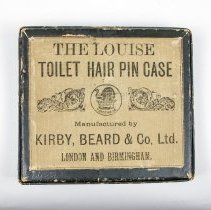 THE LOUISE
TOILET HAIR PIN CASE
Manufactured by
KIRBY, BEARD & Co. Ltd.
LONDON AND BIRMINGHAM.